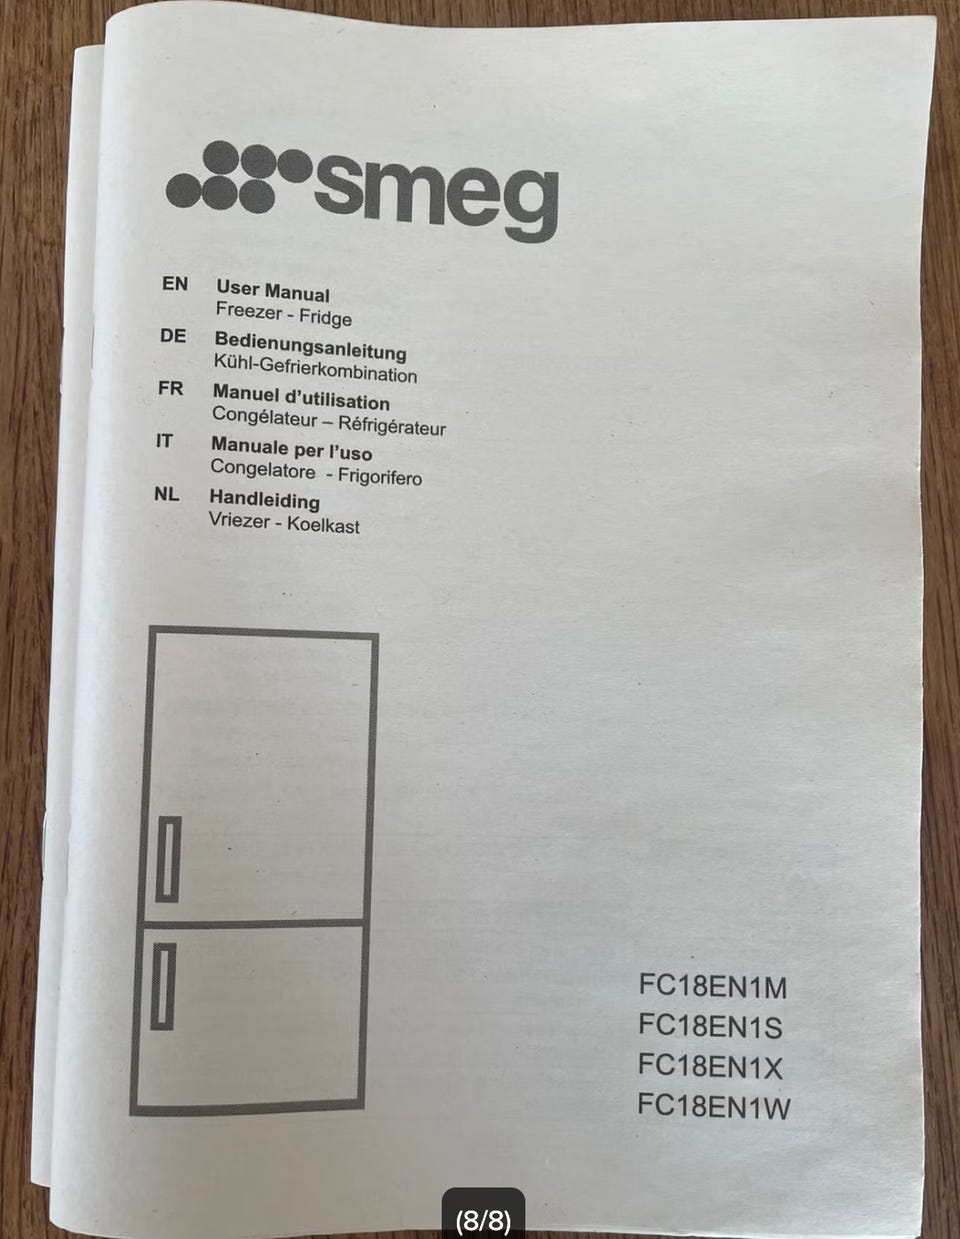 smeg
EN User Manual
Freezer - Fridge
DE Bedienungsanleitung
Kühl-Gefrierkombination
FR Manuel d’utilisation
Congélateur – Réfrigérateur
IT Manuale per l’uso
Congelatore - Frigorifero
NL Handleiding
Vriezer - Koelkast
FC18EN1M
FC18EN1S
FC18EN1X
FC18EN1W
(8/8)